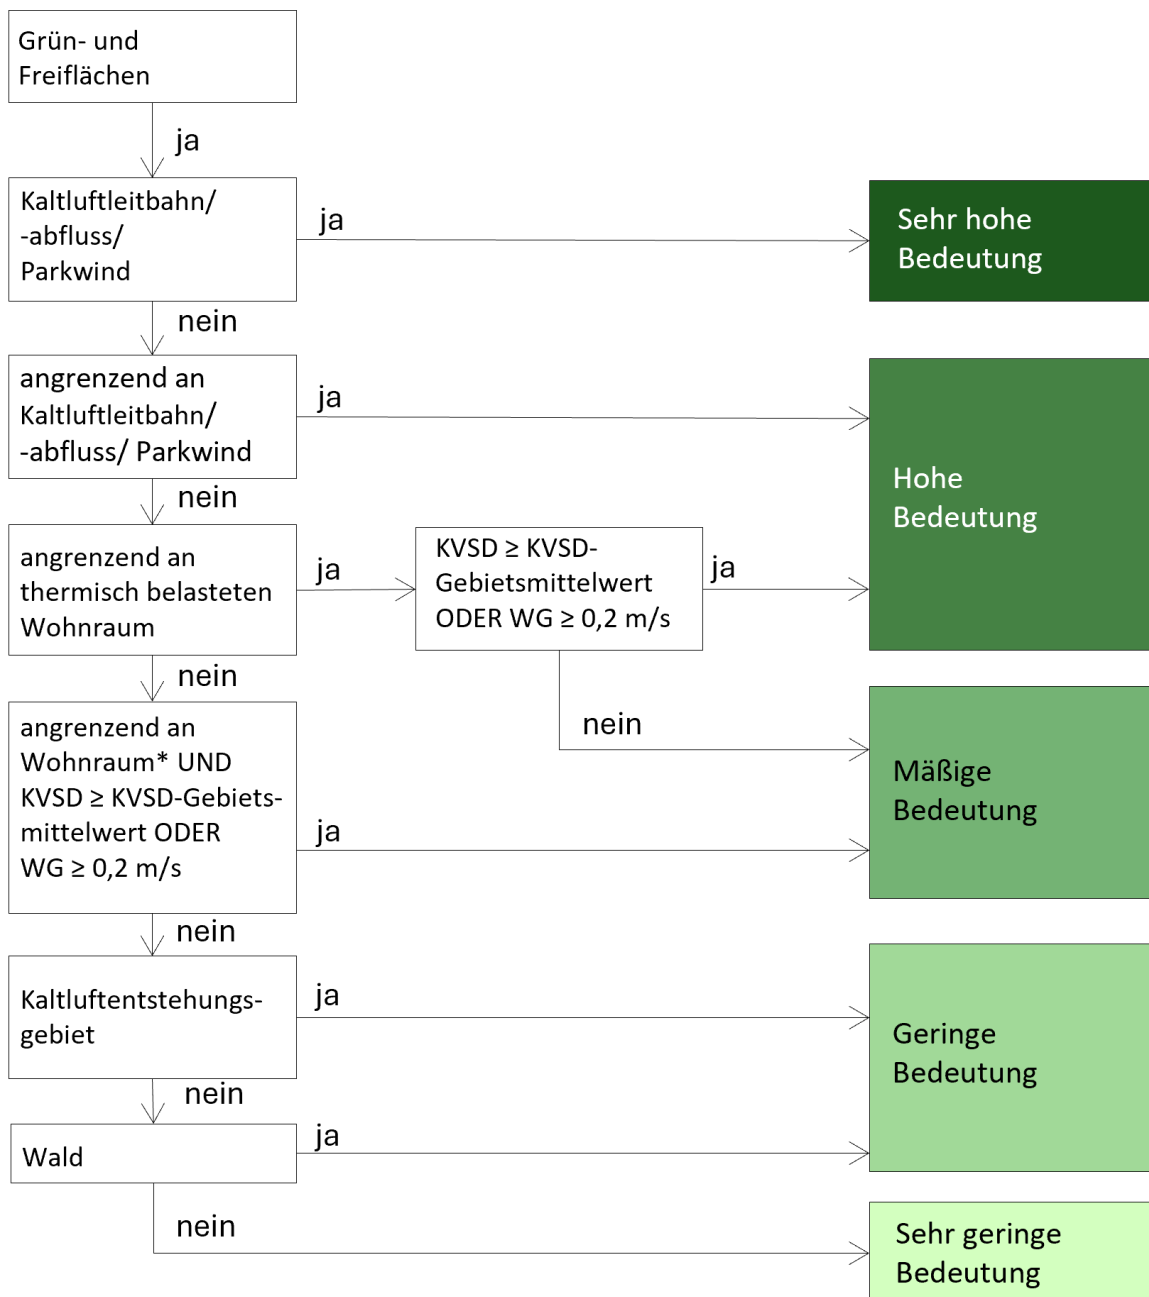 Grün- und
Freiflächen
ja
Kaltluftleitbahn/
-abfluss/
Parkwind
ja
Sehr hohe
Bedeutung
nein
angrenzend an
Kaltluftleitbahn/
-abfluss/ Parkwind
ja
Hohe
Bedeutung
nein
angrenzend an
thermisch belasteten
Wohnraum
ja
KVSD ≥ KVSD-
Gebietsmittelwert
ODER WG ≥ 0,2 m/s
ja
nein
nein
angrenzend an
Wohnraum* UND
KVSD ≥ KVSD-Gebiets-
mittelwert ODER
WG ≥ 0,2 m/s
ja
Mäßige
Bedeutung
nein
Kaltluftentstehungs-
gebiet
ja
Geringe
Bedeutung
nein
Wald
ja
nein
Sehr geringe
Bedeutung